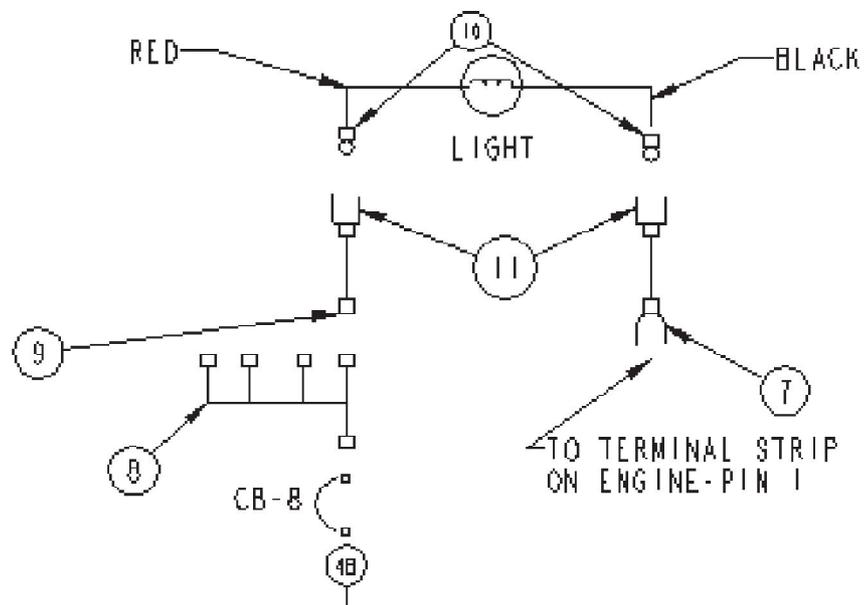 10
RED
BLACK
LIGHT
11
9
7
8
TO TERMINAL STRIP
ON ENGINE-PIN 1
CB-8
48